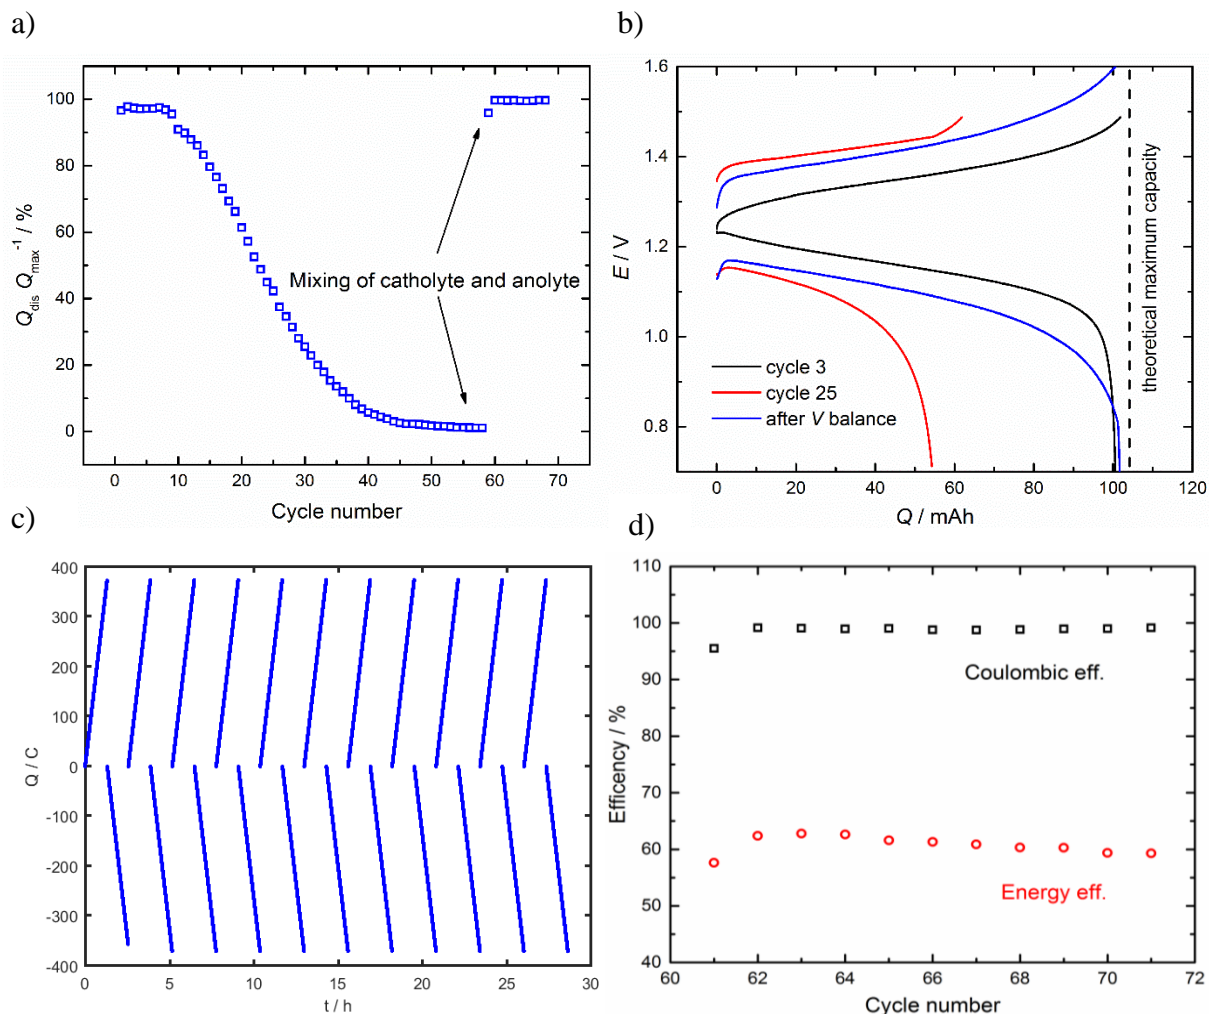 a)
100
80
60
40
20
0
Q_dis Q_max^-1 / %
Mixing of catholyte and anolyte
0 10 20 30 40 50 60 70
Cycle number
b)
1.6
1.4
1.2
1.0
0.8
E / V
cycle 3
cycle 25
after V balance
theoretical maximum capacity
0 20 40 60 80 100 120
Q / mAh
c)
400
300
200
100
0
-100
-200
-300
-400
Q / C
0 5 10 15 20 25 30
t / h
d)
110
100
90
80
70
60
50
40
Efficency / %
Coulombic eff.
Energy eff.
60 62 64 66 68 70 72
Cycle number